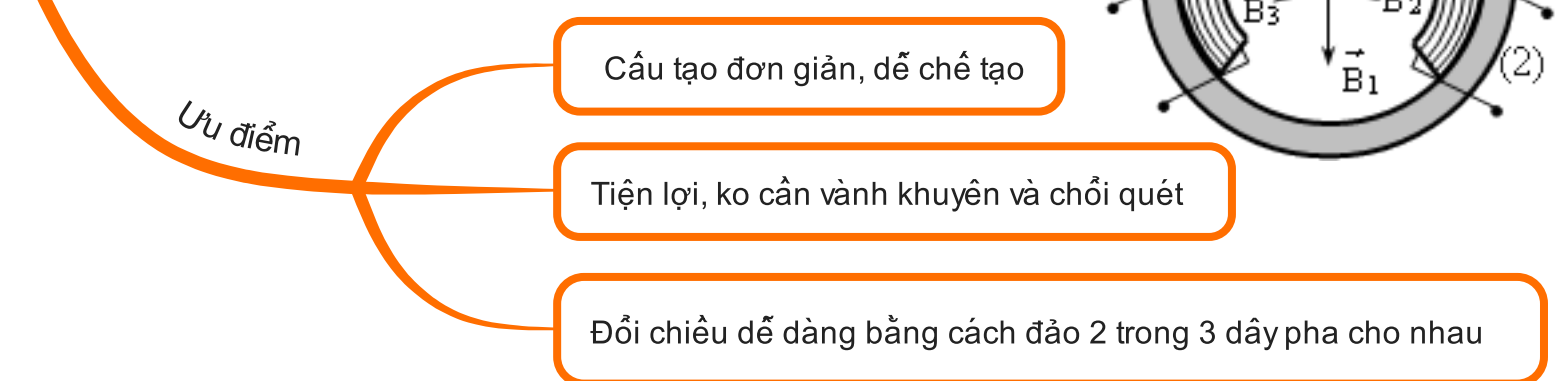 B3
B2
B1
(2)
Ưu điểm
Cấu tạo đơn giản, dễ chế tạo
Tiện lợi, ko cần vành khuyên và chổi quét
Đổi chiều dễ dàng bằng cách đảo 2 trong 3 dây pha cho nhau